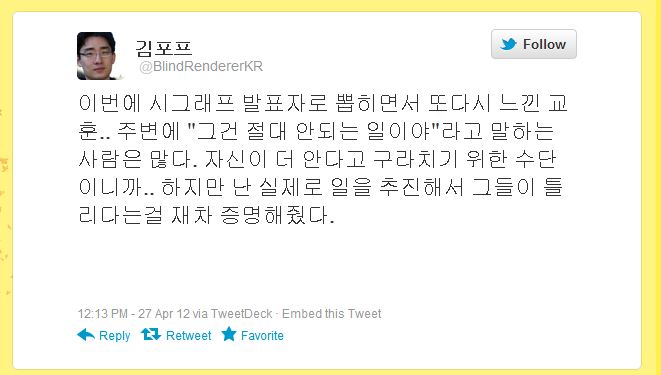 김포프
@BlindRendererKR
Follow
이번에 시그래프 발표자로 뽑히면서 또다시 느낀 교
훈.. 주변에 "그건 절대 안되는 일이야"라고 말하는
사람은 많다. 자신이 더 안다고 구라치기 위한 수단
이니까.. 하지만 난 실제로 일을 추진해서 그들이 틀
리다는걸 재차 증명해줬다.
12:13 PM - 27 Apr 12 via TweetDeck · Embed this Tweet
Reply Retweet Favorite